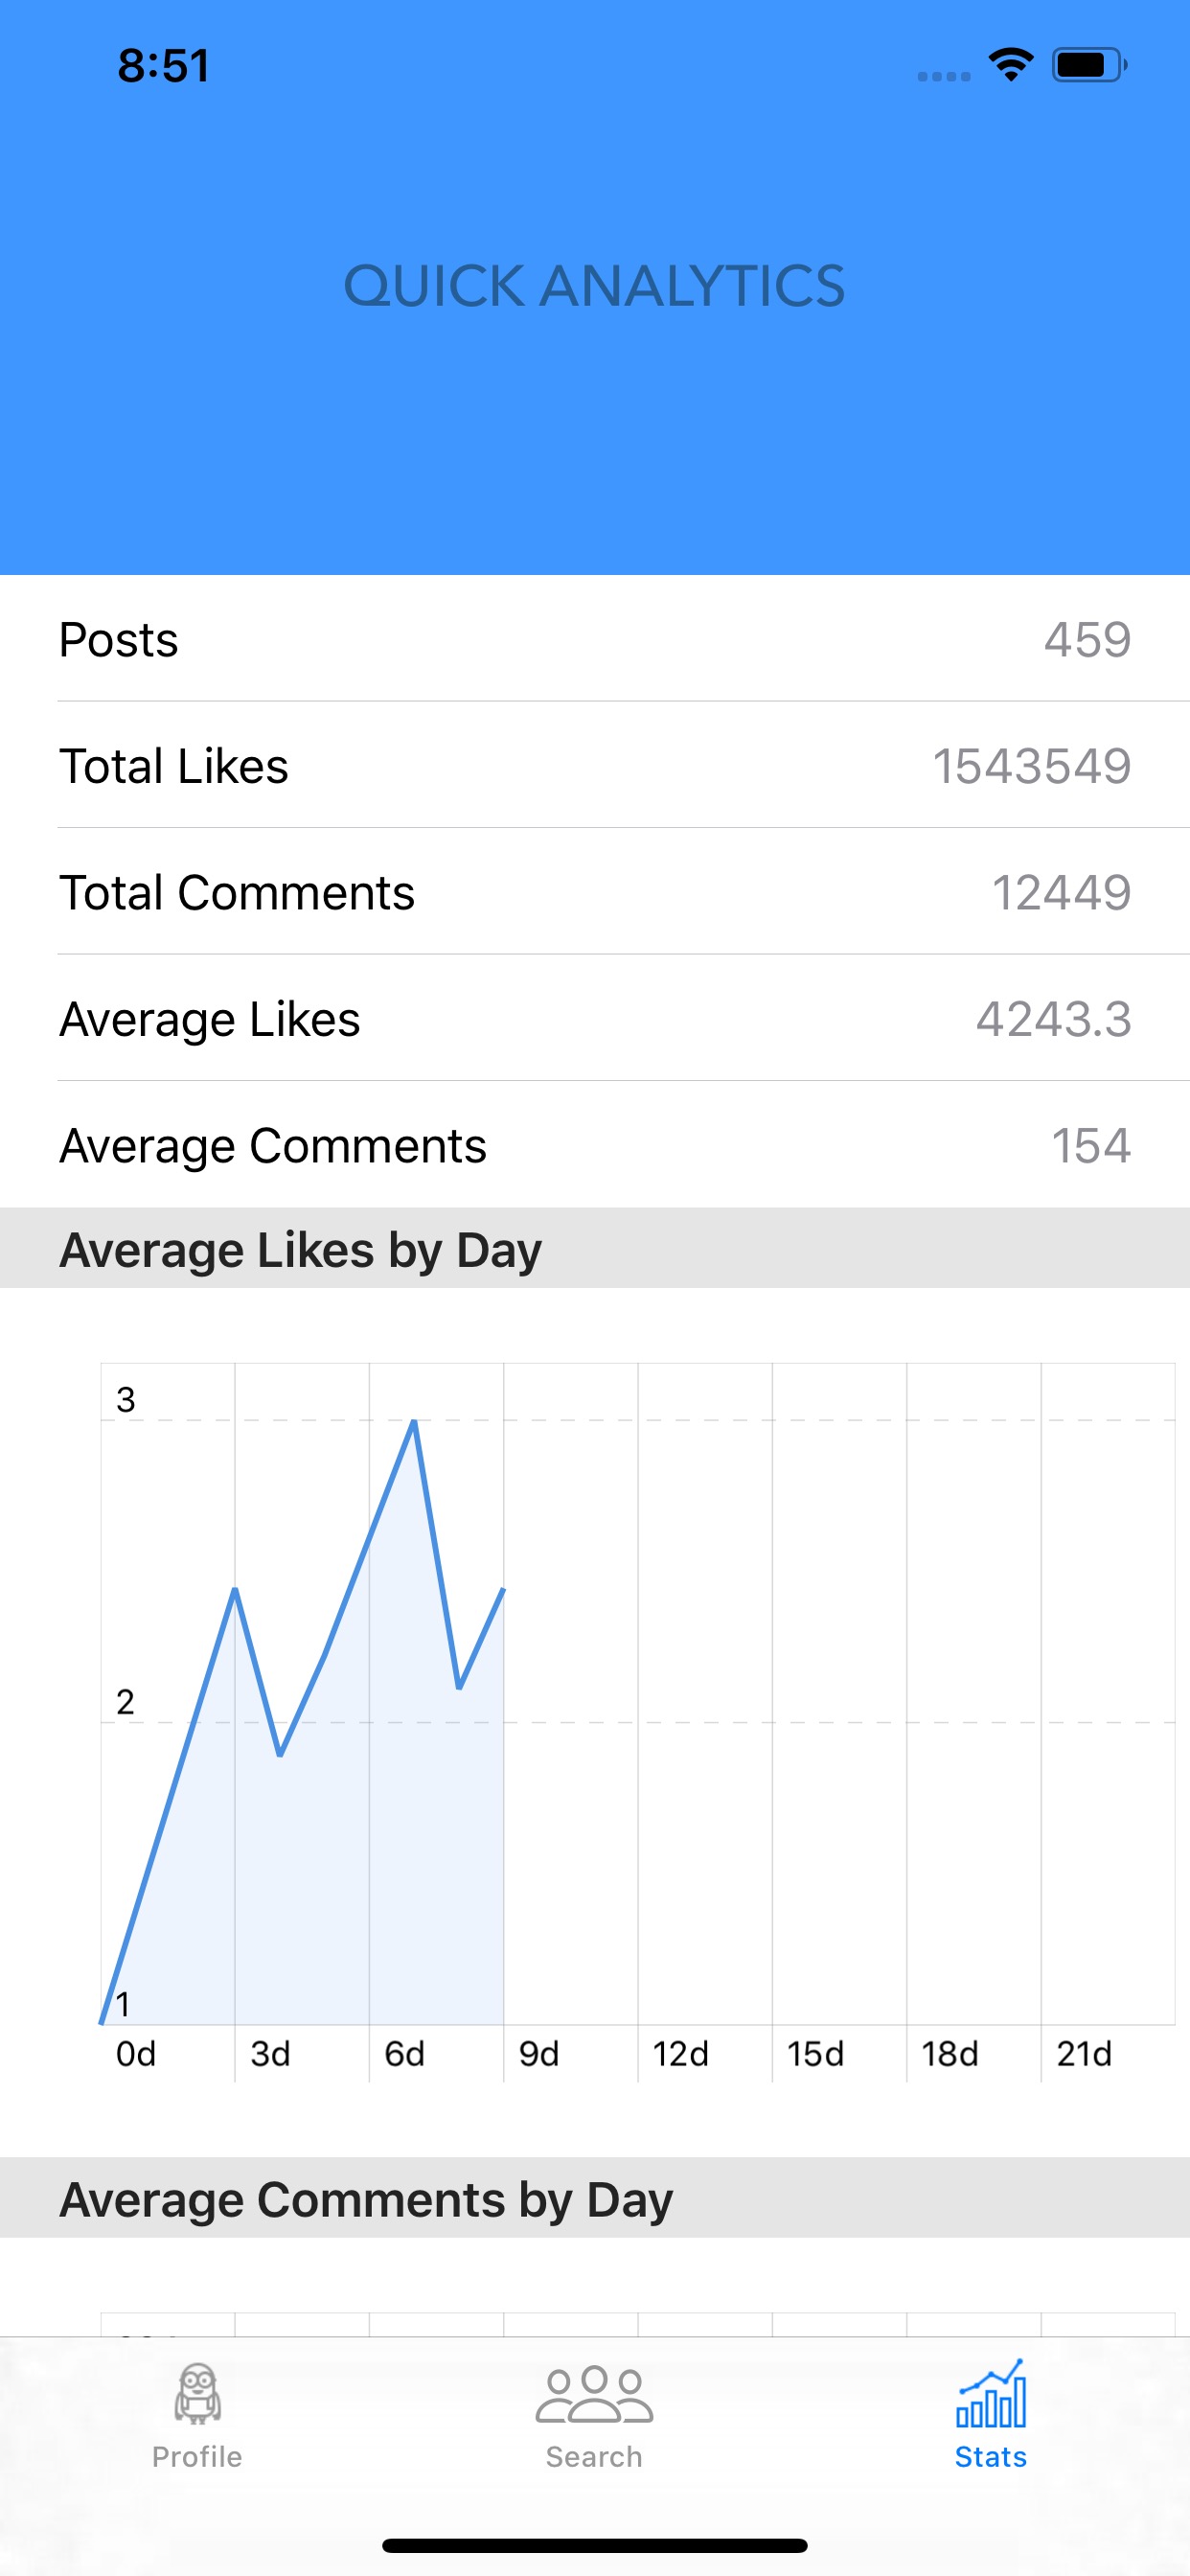 8:51
QUICK ANALYTICS
Posts 459
Total Likes 1543549
Total Comments 12449
Average Likes 4243.3
Average Comments 154
Average Likes by Day
3
2
1
0d 3d 6d 9d 12d 15d 18d 21d
Average Comments by Day
Profile Search Stats